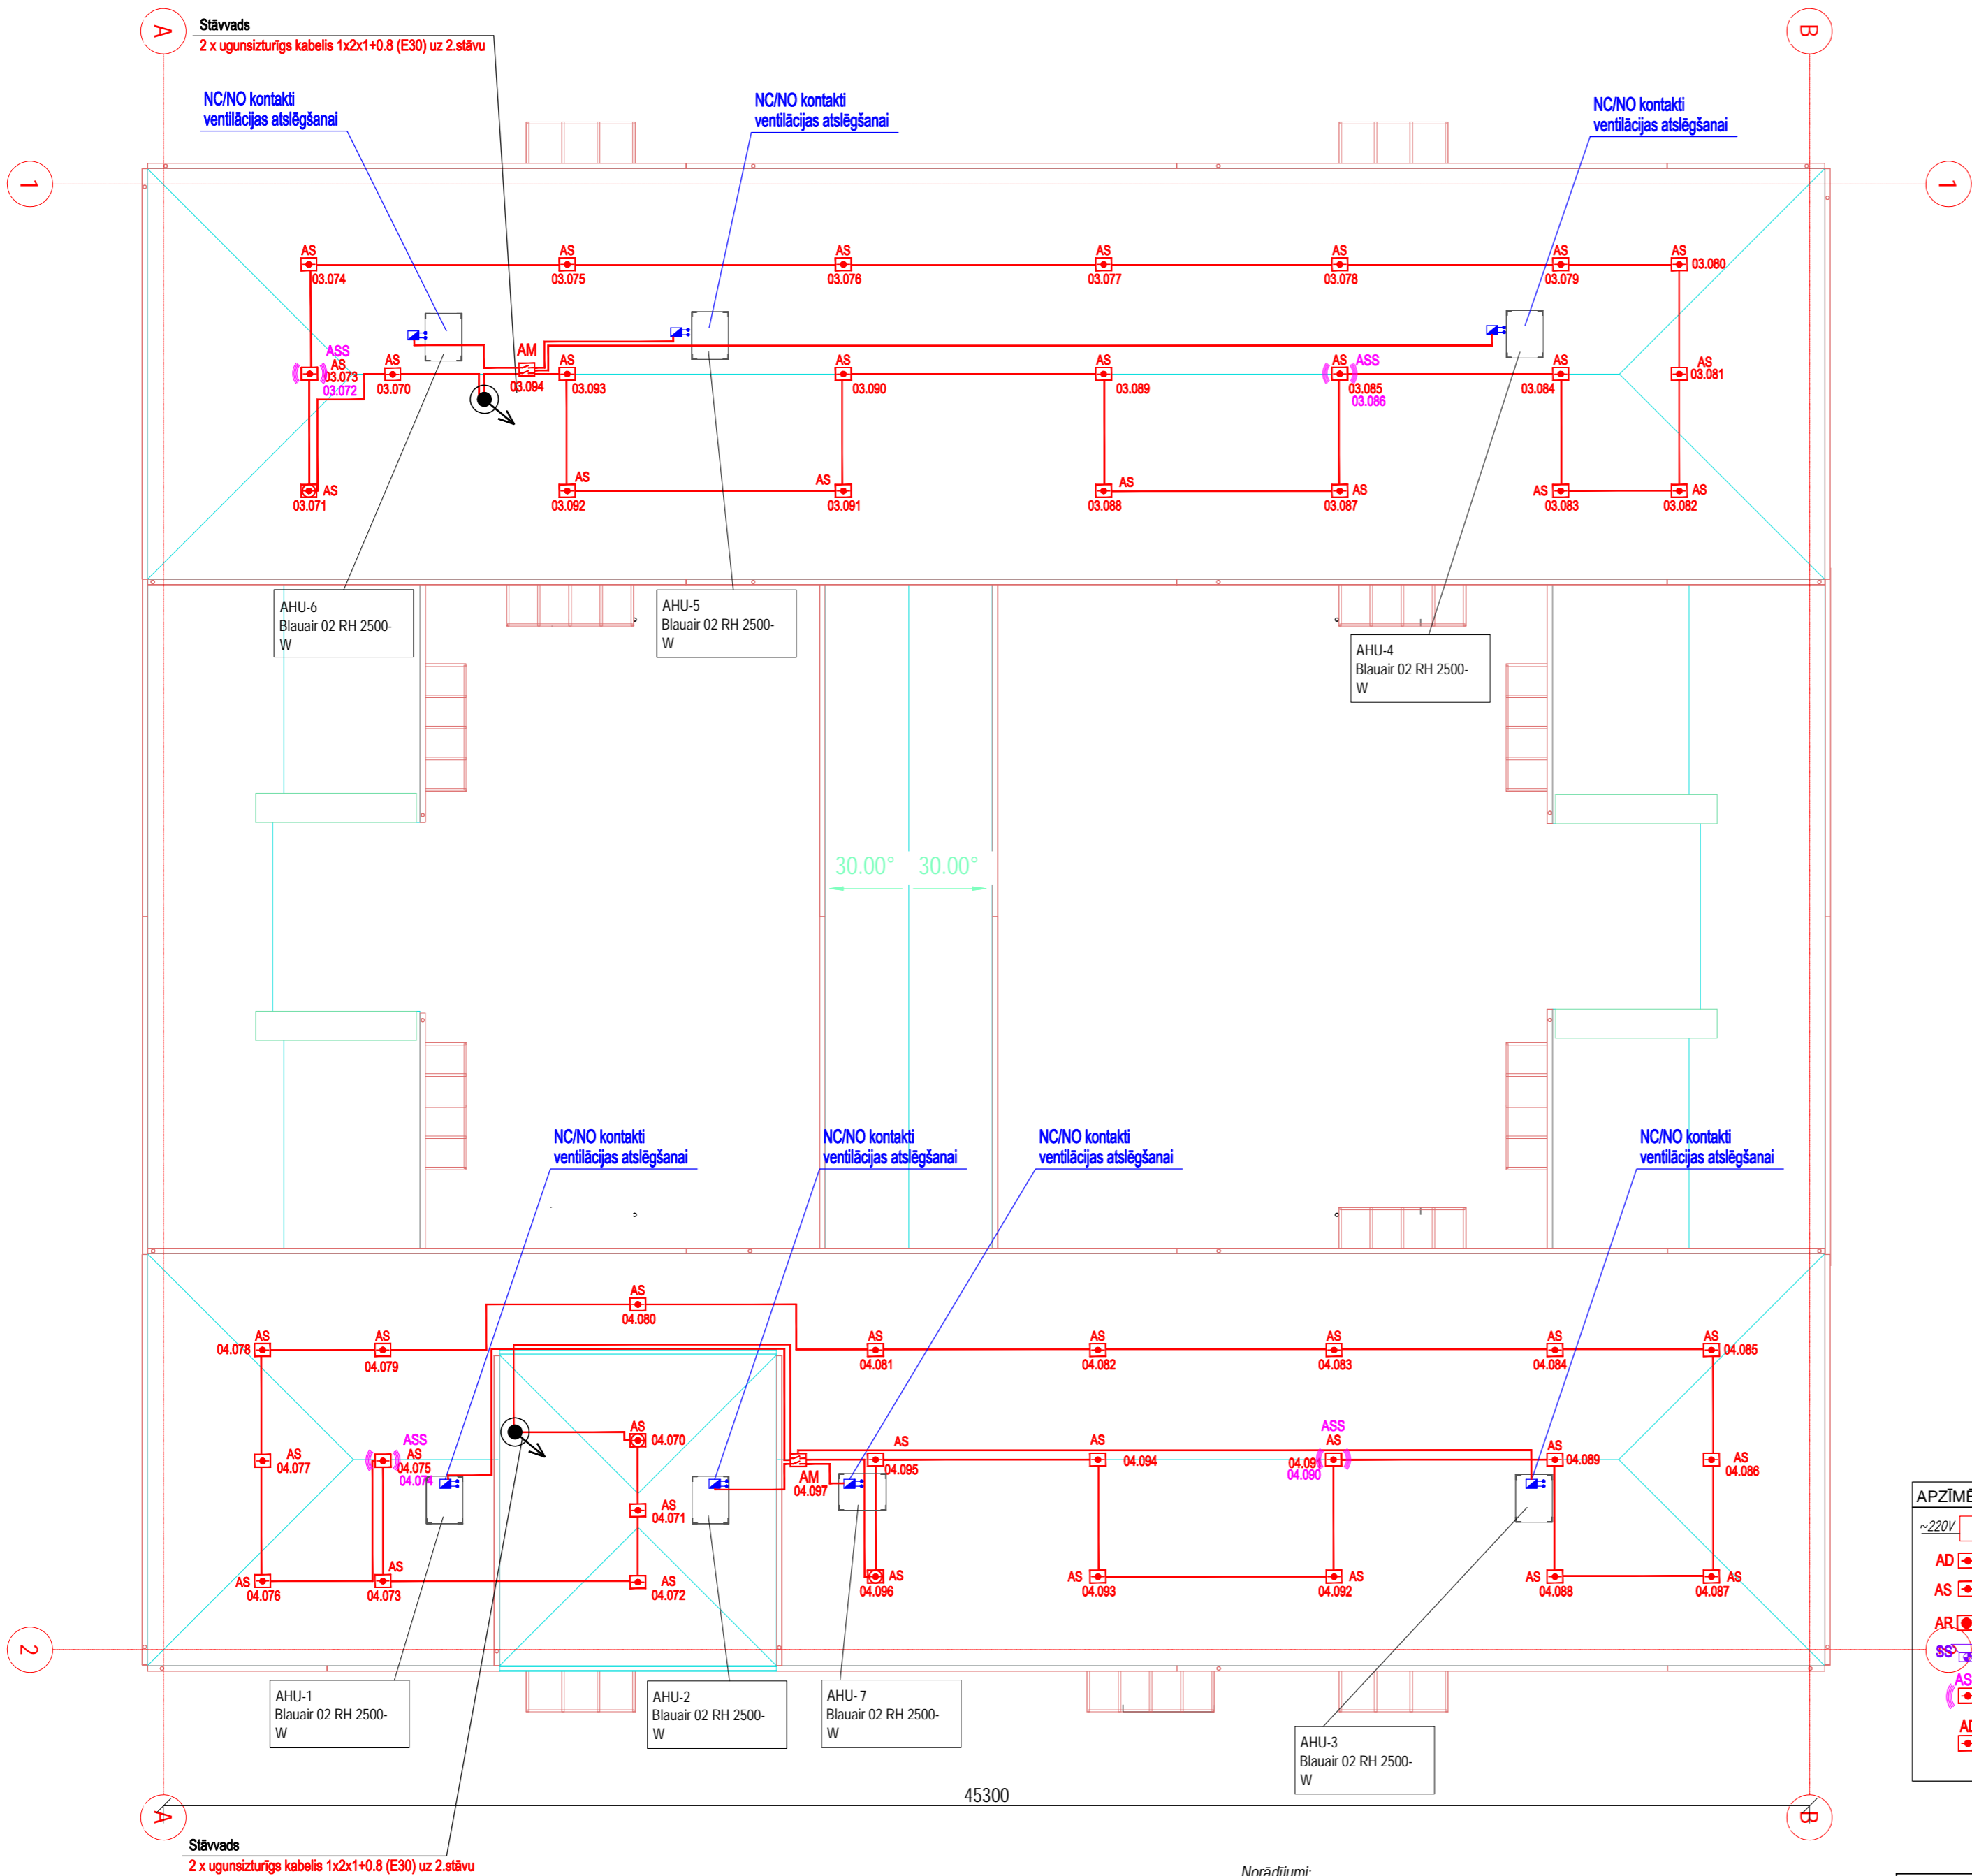 A
Stāvvads
2 x ugunsizturīgs kabelis 1x2x1+0.8 (E30) uz 2.stāvu
B
NC/NO kontakti
ventilācijas atslēgšanai
NC/NO kontakti
ventilācijas atslēgšanai
NC/NO kontakti
ventilācijas atslēgšanai
1
1
AS
03.074
AS
03.075
AS
03.076
AS
03.077
AS
03.078
AS
03.079
AS
03.080
ASS
AS
03.073
03.072
AS
03.070
AM
03.094
AS
03.093
AS
03.090
AS
03.089
AS
ASS
03.085
03.086
AS
03.084
AS
03.081
AS
03.071
AS
03.092
AS
03.091
AS
03.088
AS
03.087
AS
03.083
AS
03.082
AHU-6
Blauair 02 RH 2500-
W
AHU-5
Blauair 02 RH 2500-
W
AHU-4
Blauair 02 RH 2500-
W
30.00°
30.00°
NC/NO kontakti
ventilācijas atslēgšanai
NC/NO kontakti
ventilācijas atslēgšanai
NC/NO kontakti
ventilācijas atslēgšanai
NC/NO kontakti
ventilācijas atslēgšanai
AS
04.080
04.078
AS
AS
04.079
AS
04.081
AS
04.082
AS
04.083
AS
04.084
AS
04.085
AS
04.077
ASS
AS
04.075
04.074
AS
04.070
AS
04.071
AM
04.097
AS
04.095
AS
04.094
ASS
AS
04.09
04.090
AS
04.089
AS
04.086
AS
04.076
AS
04.073
AS
04.072
AS
04.096
AS
04.093
AS
04.092
AS
04.088
AS
04.087
2
AHU-1
Blauair 02 RH 2500-
W
AHU-2
Blauair 02 RH 2500-
W
AHU-7
Blauair 02 RH 2500-
W
AHU-3
Blauair 02 RH 2500-
W
APZĪMĒ
~220V
AD
AS
AR
SS
AS
45300
A
B
Stāvvads
2 x ugunsizturīgs kabelis 1x2x1+0.8 (E30) uz 2.stāvu
Norādījumi: